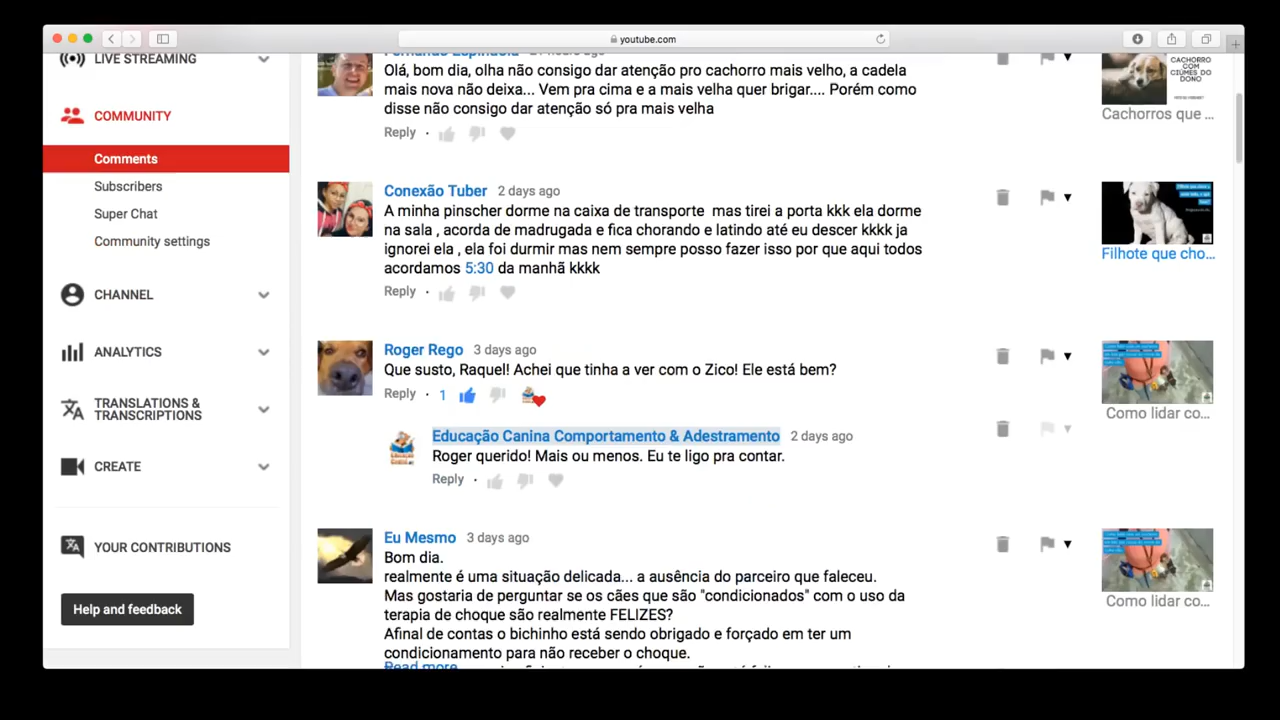 youtube.com
LIVE STREAMING
COMMUNITY
Comments
Subscribers
Super Chat
Community settings
CHANNEL
ANALYTICS
TRANSLATIONS &
TRANSCRIPTIONS
CREATE
YOUR CONTRIBUTIONS
Help and feedback
Olá, bom dia, olha não consigo dar atenção pro cachorro mais velho, a cadela
mais nova não deixa... Vem pra cima e a mais velha quer brigar.... Porém como
disse não consigo dar atenção só pra mais velha
Reply
CACHORRO
COM
CIÚMES DO
DONO
Cachorros que ...
Conexão Tuber 2 days ago
A minha pinscher dorme na caixa de transporte mas tirei a porta kkk ela dorme
na sala , acorda de madrugada e fica chorando e latindo até eu descer kkkk ja
ignorei ela , ela foi durmir mas nem sempre posso fazer isso por que aqui todos
acordamos 5:30 da manhã kkkk
Reply
Filhote que cho...
Roger Rego 3 days ago
Que susto, Raquel! Achei que tinha a ver com o Zico! Ele está bem?
Reply 1
Como lidar co...
Educação Canina Comportamento & Adestramento 2 days ago
Roger querido! Mais ou menos. Eu te ligo pra contar.
Reply
Eu Mesmo 3 days ago
Bom dia.
realmente é uma situação delicada... a ausência do parceiro que faleceu.
Mas gostaria de perguntar se os cães que são "condicionados" com o uso da
terapia de choque são realmente FELIZES?
Afinal de contas o bichinho está sendo obrigado e forçado em ter um
condicionamento para não receber o choque.
Read more
Como lidar co...